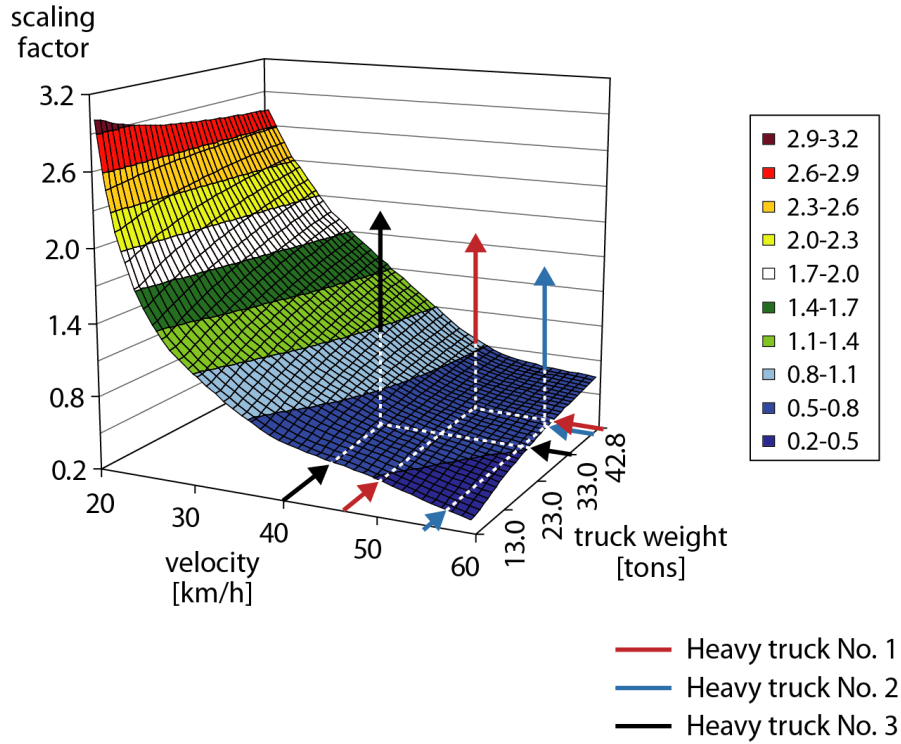 scaling
factor
3.2
2.6
2.0
1.4
0.8
0.2
20
30
40
50
60
velocity
[km/h]
13.0
23.0
33.0
42.8
truck weight
[tons]
2.9-3.2
2.6-2.9
2.3-2.6
2.0-2.3
1.7-2.0
1.4-1.7
1.1-1.4
0.8-1.1
0.5-0.8
0.2-0.5
Heavy truck No. 1
Heavy truck No. 2
Heavy truck No. 3